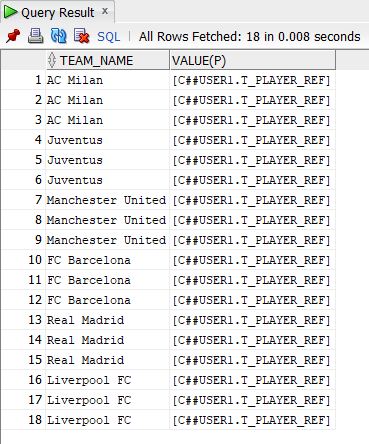 Query Result x
SQL | All Rows Fetched: 18 in 0.008 seconds
TEAM_NAME VALUE(P)
1 AC Milan [C##USER1.T_PLAYER_REF]
2 AC Milan [C##USER1.T_PLAYER_REF]
3 AC Milan [C##USER1.T_PLAYER_REF]
4 Juventus [C##USER1.T_PLAYER_REF]
5 Juventus [C##USER1.T_PLAYER_REF]
6 Juventus [C##USER1.T_PLAYER_REF]
7 Manchester United [C##USER1.T_PLAYER_REF]
8 Manchester United [C##USER1.T_PLAYER_REF]
9 Manchester United [C##USER1.T_PLAYER_REF]
10 FC Barcelona [C##USER1.T_PLAYER_REF]
11 FC Barcelona [C##USER1.T_PLAYER_REF]
12 FC Barcelona [C##USER1.T_PLAYER_REF]
13 Real Madrid [C##USER1.T_PLAYER_REF]
14 Real Madrid [C##USER1.T_PLAYER_REF]
15 Real Madrid [C##USER1.T_PLAYER_REF]
16 Liverpool FC [C##USER1.T_PLAYER_REF]
17 Liverpool FC [C##USER1.T_PLAYER_REF]
18 Liverpool FC [C##USER1.T_PLAYER_REF]